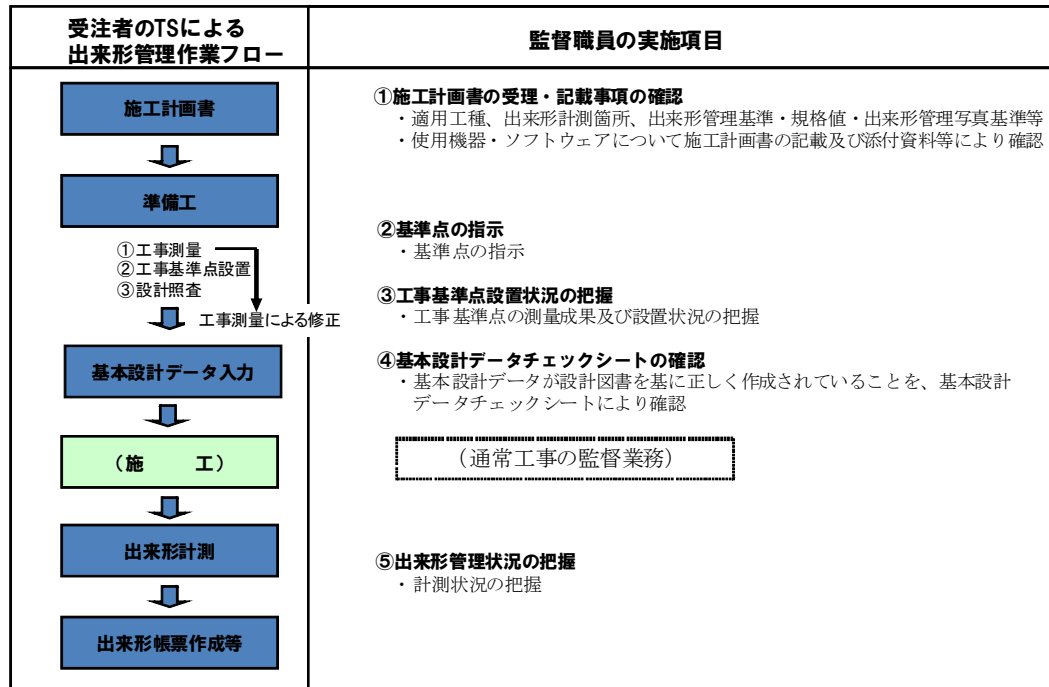 受注者のTSによる
出来形管理作業フロー
監督職員の実施項目
施工計画書
準備工
①工事測量
②工事基準点設置
③設計照査
工事測量による修正
基本設計データ入力
（施　　工）
出来形計測
出来形帳票作成等
①施工計画書の受理・記載事項の確認
・適用工種、出来形計測箇所、出来形管理基準・規格値・出来形管理写真基準等
・使用機器・ソフトウェアについて施工計画書の記載及び添付資料等により確認
②基準点の指示
・基準点の指示
③工事基準点設置状況の把握
・工事基準点の測量成果及び設置状況の把握
④基本設計データチェックシートの確認
・基本設計データが設計図書を基に正しく作成されていることを、基本設計
データチェックシートにより確認
（通常工事の監督業務）
⑤出来形管理状況の把握
・計測状況の把握